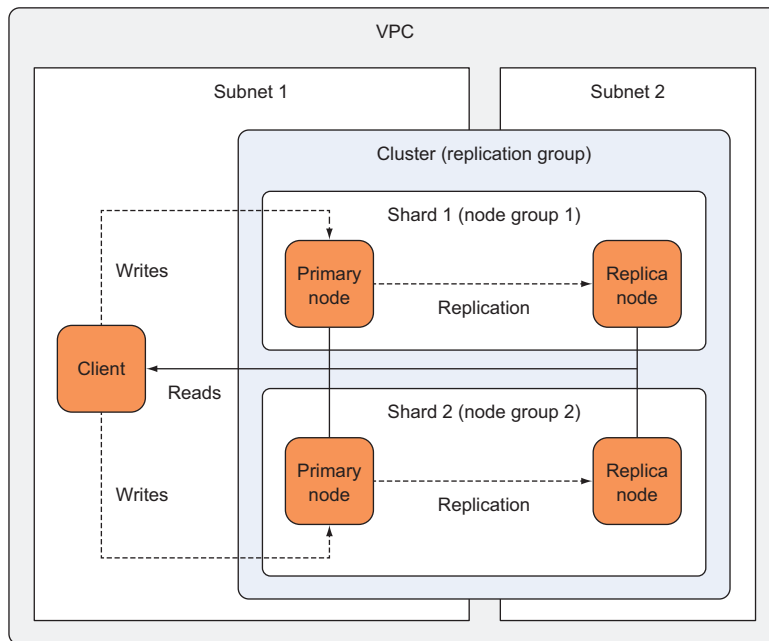 VPC
Subnet 1
Subnet 2
Cluster (replication group)
Shard 1 (node group 1)
Primary
node
Replica
node
Writes
Replication
Client
Reads
Shard 2 (node group 2)
Primary
node
Replica
node
Writes
Replication